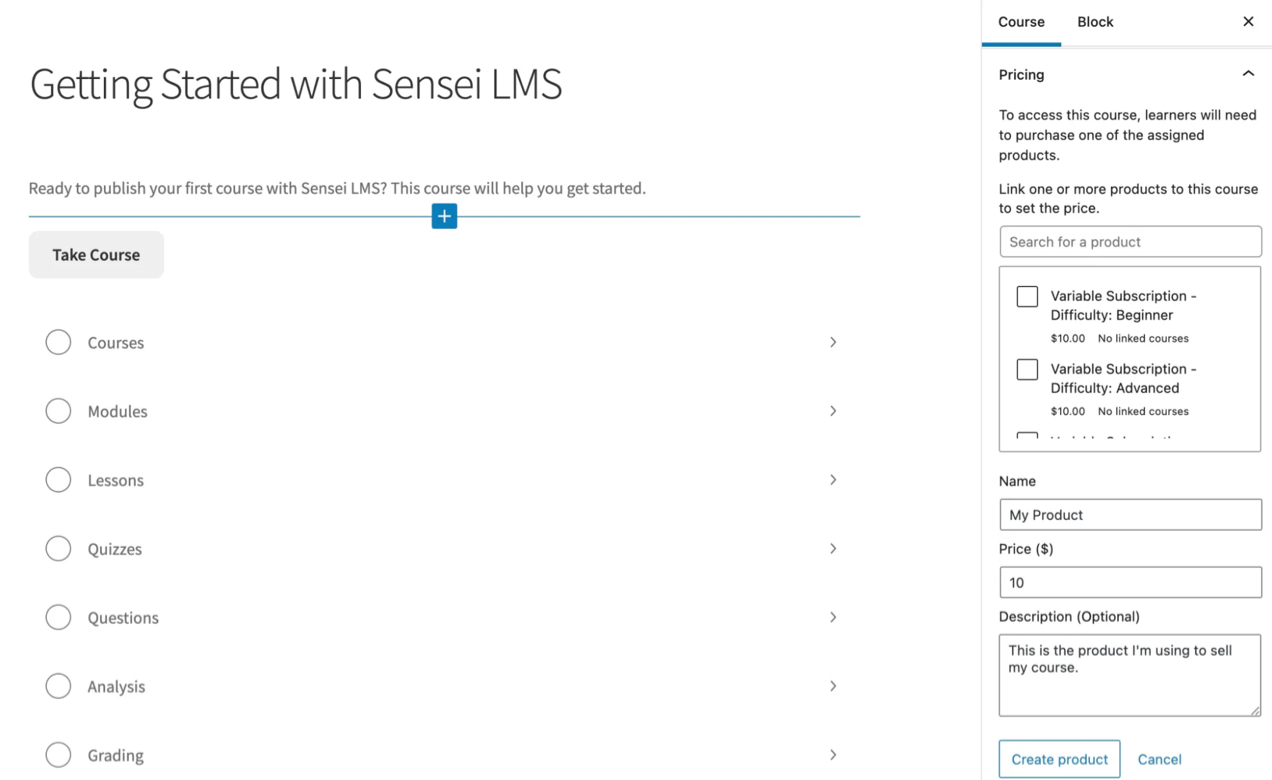 Getting Started with Sensei LMS
Ready to publish your first course with Sensei LMS? This course will help you get started.
Take Course
Courses
Modules
Lessons
Quizzes
Questions
Analysis
Grading
Course
Block
Pricing
To access this course, learners will need
to purchase one of the assigned
products.
Link one or more products to this course
to set the price.
Search for a product
Variable Subscription -
Difficulty: Beginner
$10.00 No linked courses
Variable Subscription -
Difficulty: Advanced
$10.00 No linked courses
Name
My Product
Price ($)
10
Description (Optional)
This is the product I'm using to sell
my course.
Create product
Cancel